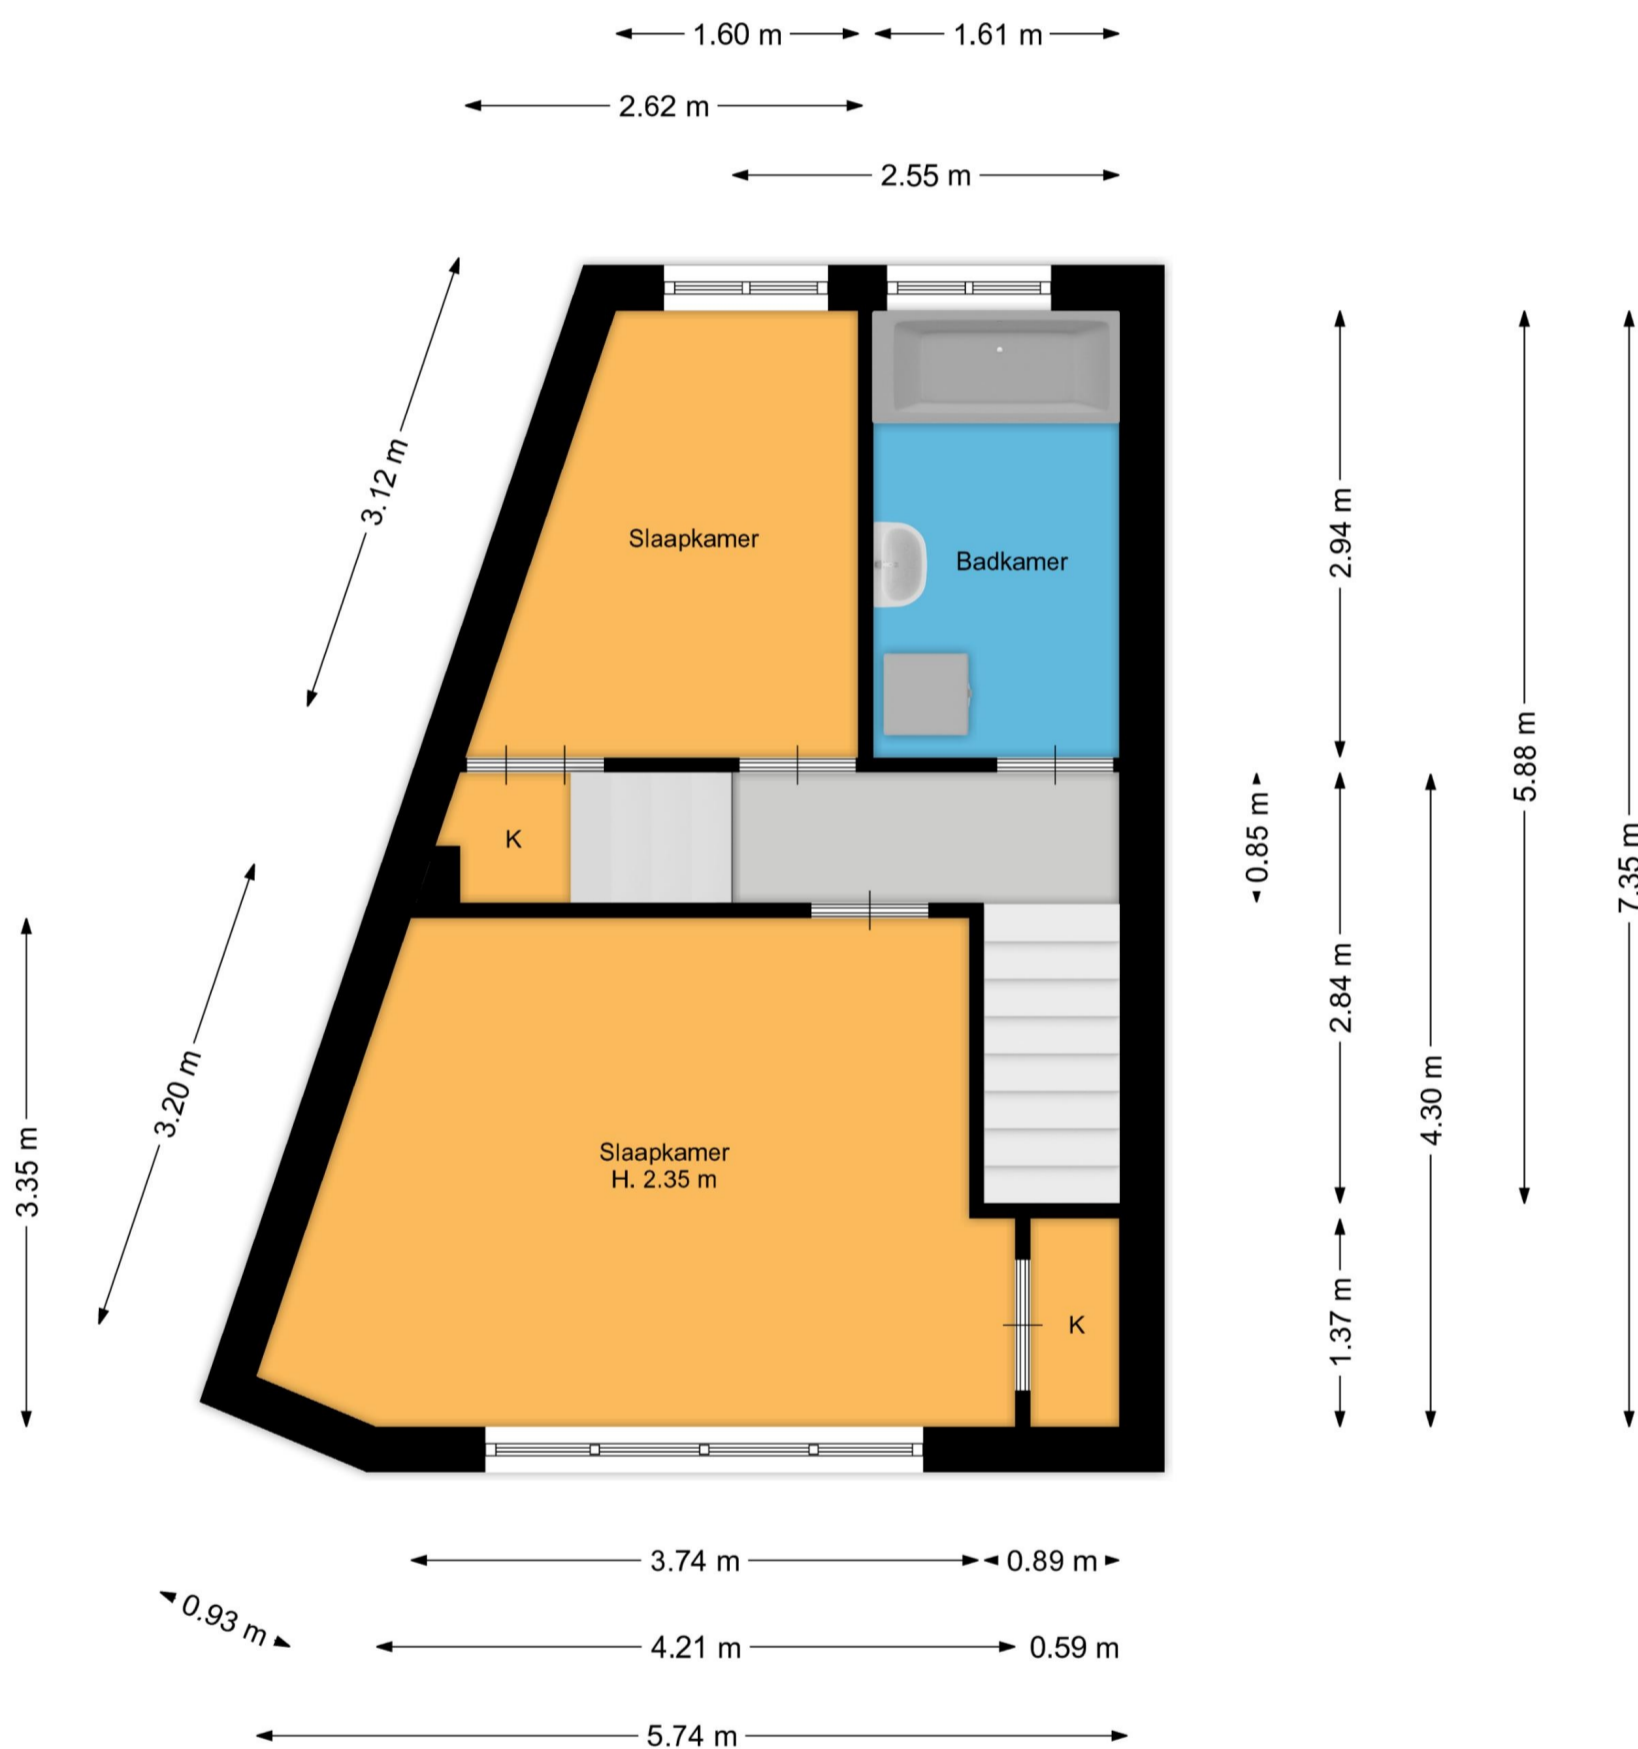 1.60 m
1.61 m
2.62 m
2.55 m
3.12 m
Slaapkamer
Badkamer
2.94 m
5.88 m
7.35 m
K
0.85 m
2.84 m
4.30 m
3.20 m
3.35 m
Slaapkamer
H. 2.35 m
K
1.37 m
3.74 m
0.89 m
0.93 m
4.21 m
0.59 m
5.74 m